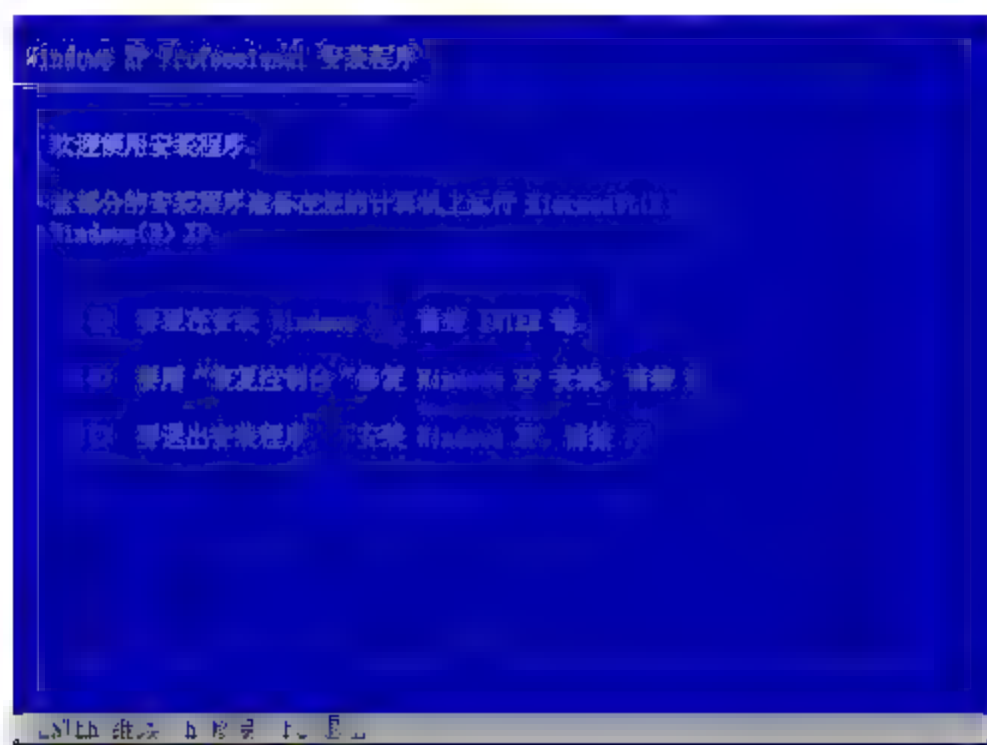 Windows XP Professional 安装程序
欢迎使用安装程序。
这部分的安装程序准备在您的计算机上运行 Microsoft(R)
Windows(R) XP。
要现在安装 Windows 请按 ENTER 键。
要用“恢复控制台”修复 Windows XP 安装，请按
要退出安装程序 安装 Windows XP，请按